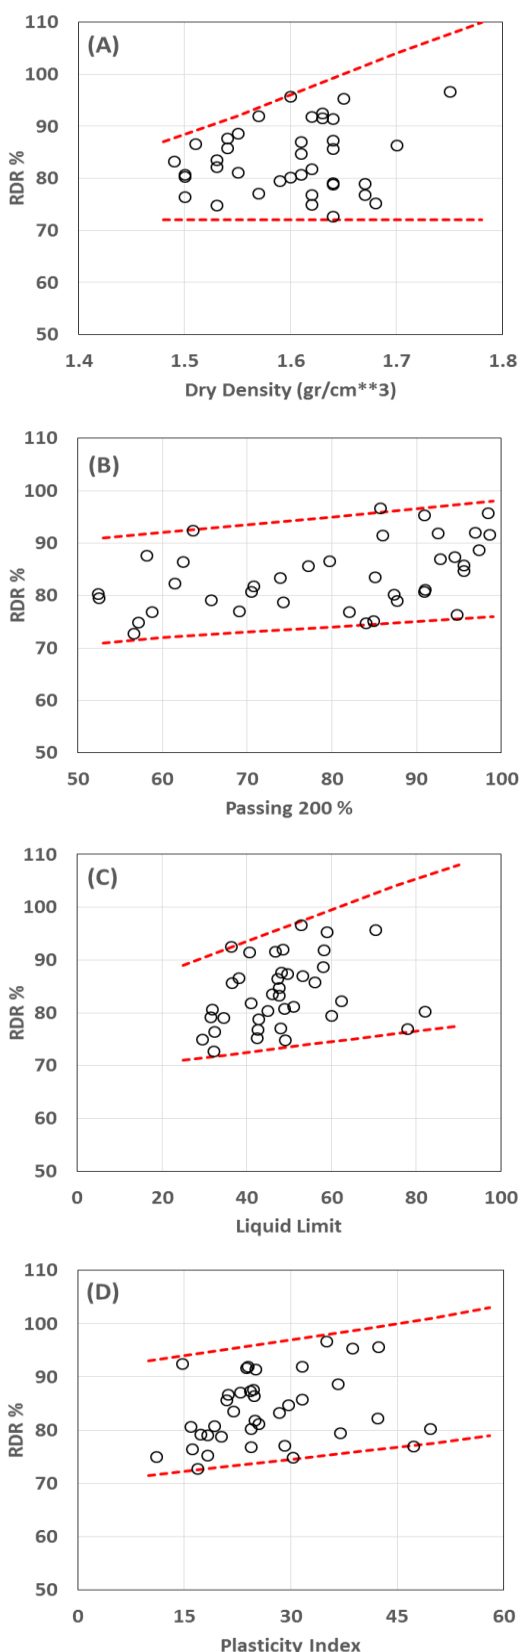 110
(A)
100
90
80
70
60
50
RDR %
1.4 1.5 1.6 1.7 1.8
Dry Density (gr/cm**3)
110
(B)
100
90
80
70
60
50
RDR %
50 60 70 80 90 100
Passing 200 %
110
(C)
100
90
80
70
60
50
RDR %
0 20 40 60 80 100
Liquid Limit
110
(D)
100
90
80
70
60
50
RDR %
0 15 30 45 60
Plasticity Index